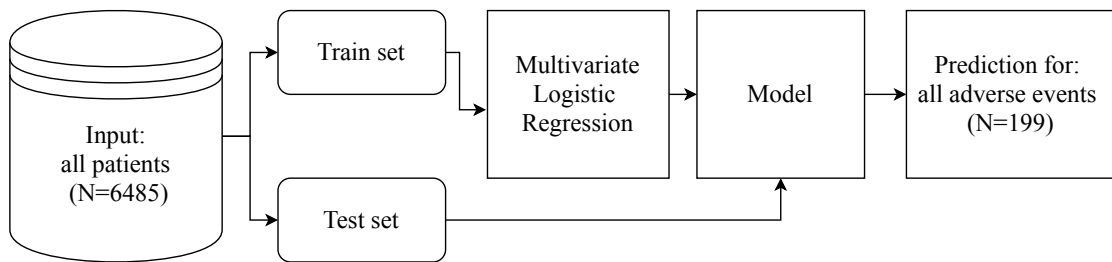 Input:
all patients
(N=6485)
Train set
Test set
Multivariate
Logistic
Regression
Model
Prediction for:
all adverse events
(N=199)